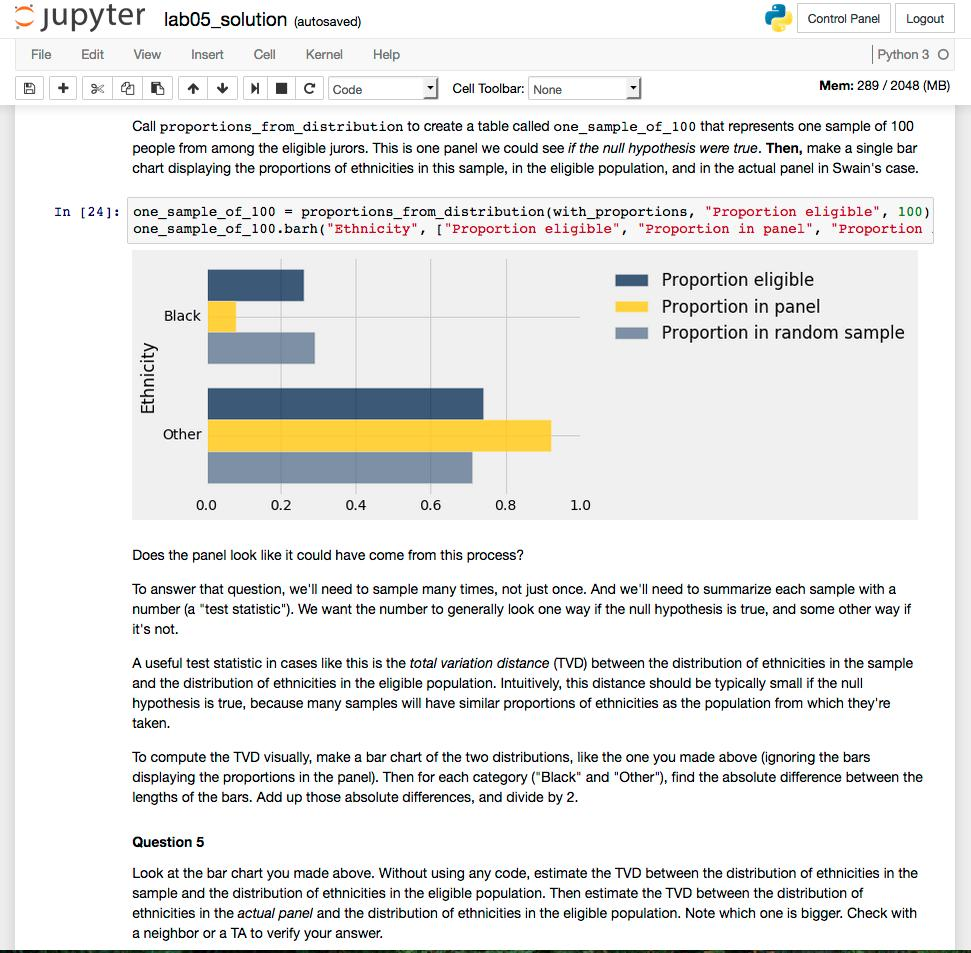 jupyter lab05_solution (autosaved) Control Panel Logout
File Edit View Insert Cell Kernel Help Python 3
Code Cell Toolbar: None Mem: 289 / 2048 (MB)
Call proportions_from_distribution to create a table called one_sample_of_100 that represents one sample of 100
people from among the eligible jurors. This is one panel we could see if the null hypothesis were true. Then, make a single bar
chart displaying the proportions of ethnicities in this sample, in the eligible population, and in the actual panel in Swain's case.
In [24]: one_sample_of_100 = proportions_from_distribution(with_proportions, "Proportion eligible", 100)
one_sample_of_100.barh("Ethnicity", ["Proportion eligible", "Proportion in panel", "Proportion
Proportion eligible
Proportion in panel
Proportion in random sample
Ethnicity
Black
Other
0.0 0.2 0.4 0.6 0.8 1.0
Does the panel look like it could have come from this process?
To answer that question, we'll need to sample many times, not just once. And we'll need to summarize each sample with a
number (a "test statistic"). We want the number to generally look one way if the null hypothesis is true, and some other way if
it's not.
A useful test statistic in cases like this is the total variation distance (TVD) between the distribution of ethnicities in the sample
and the distribution of ethnicities in the eligible population. Intuitively, this distance should be typically small if the null
hypothesis is true, because many samples will have similar proportions of ethnicities as the population from which they're
taken.
To compute the TVD visually, make a bar chart of the two distributions, like the one you made above (ignoring the bars
displaying the proportions in the panel). Then for each category ("Black" and "Other"), find the absolute difference between the
lengths of the bars. Add up those absolute differences, and divide by 2.
Question 5
Look at the bar chart you made above. Without using any code, estimate the TVD between the distribution of ethnicities in the
sample and the distribution of ethnicities in the eligible population. Then estimate the TVD between the distribution of
ethnicities in the actual panel and the distribution of ethnicities in the eligible population. Note which one is bigger. Check with
a neighbor or a TA to verify your answer.